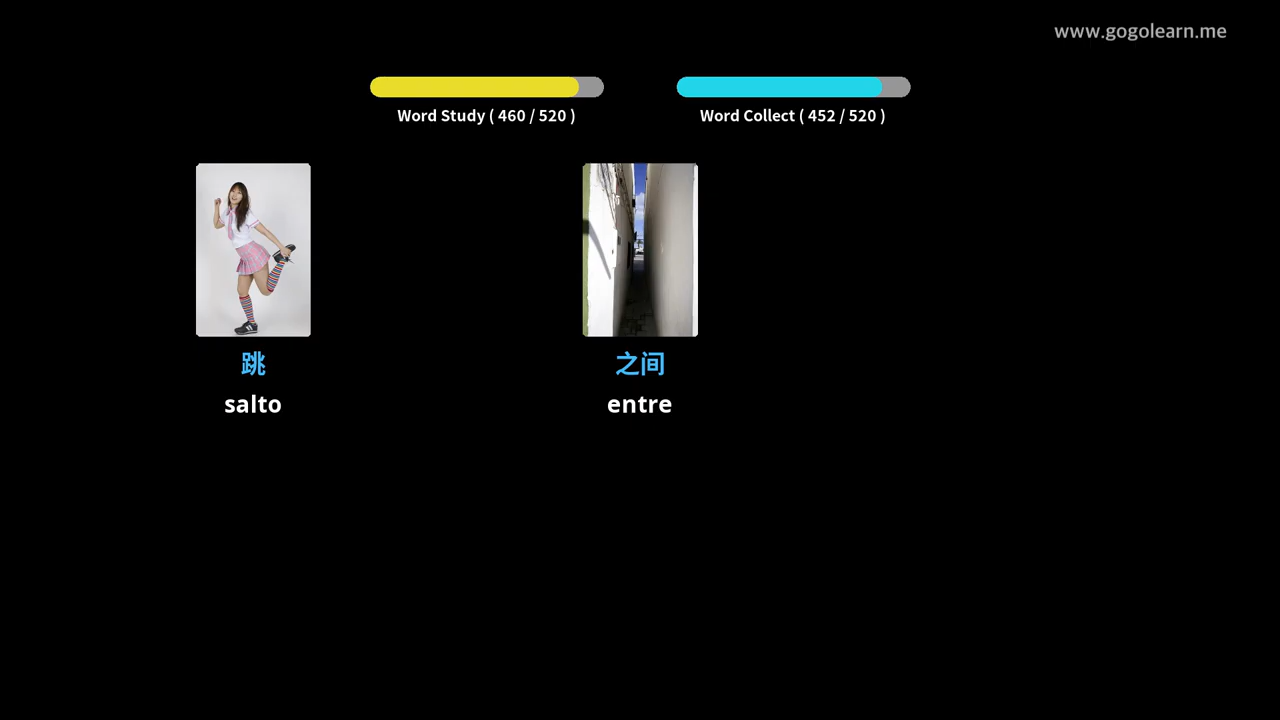 www.gogolearn.me
Word Study ( 460 / 520 )
Word Collect ( 452 / 520 )
跳
salto
之间
entre